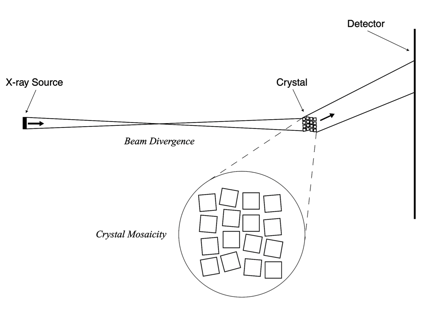 Detector
X-ray Source
Crystal
Beam Divergence
Crystal Mosaicity